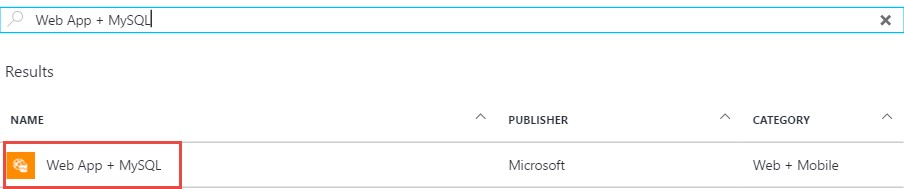 Web App + MySQL
Results
NAME PUBLISHER CATEGORY
Web App + MySQL Microsoft Web + Mobile